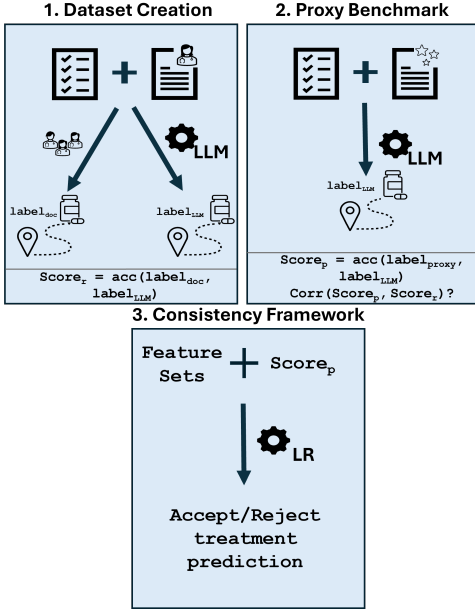 1. Dataset Creation
LLM
label_doc
label_LLM
Score_r = acc(label_doc,
label_LLM)
2. Proxy Benchmark
LLM
label_LLM
Score_p = acc(label_proxy,
label_LLM)
Corr(Score_p, Score_r)?
3. Consistency Framework
Feature
Sets
+
Score_p
LR
Accept/Reject
treatment
prediction